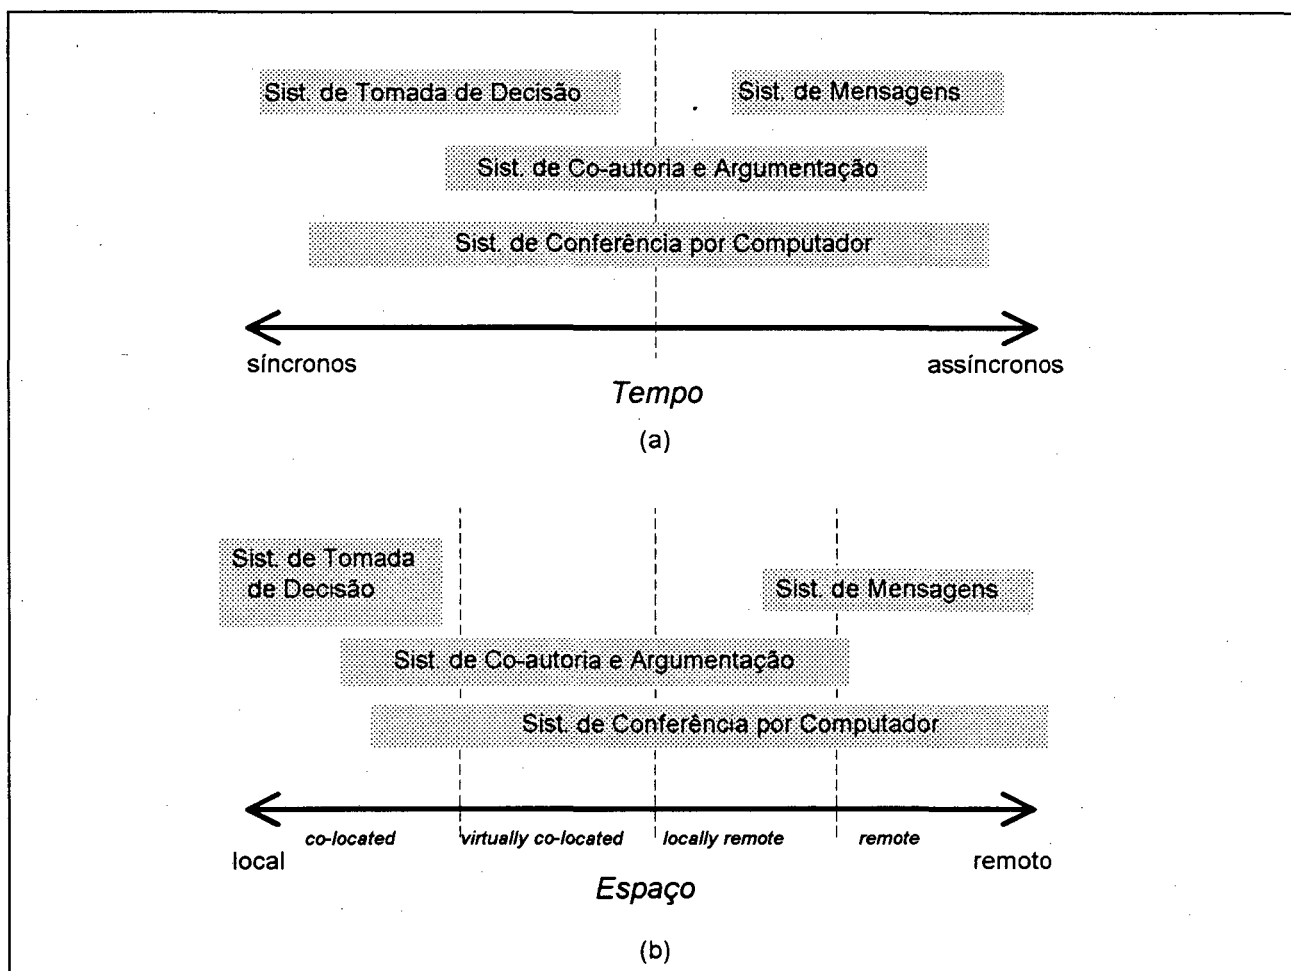 Sist. de Tomada de Decisão
Sist. de Mensagens
Sist. de Co-autoria e Argumentação
Sist. de Conferência por Computador
síncronos
assíncronos
Tempo
(a)
Sist. de Tomada
de Decisão
Sist. de Mensagens
Sist. de Co-autoria e Argumentação
Sist. de Conferência por Computador
co-located
virtually co-located
locally remote
remote
local
remoto
Espaço
(b)